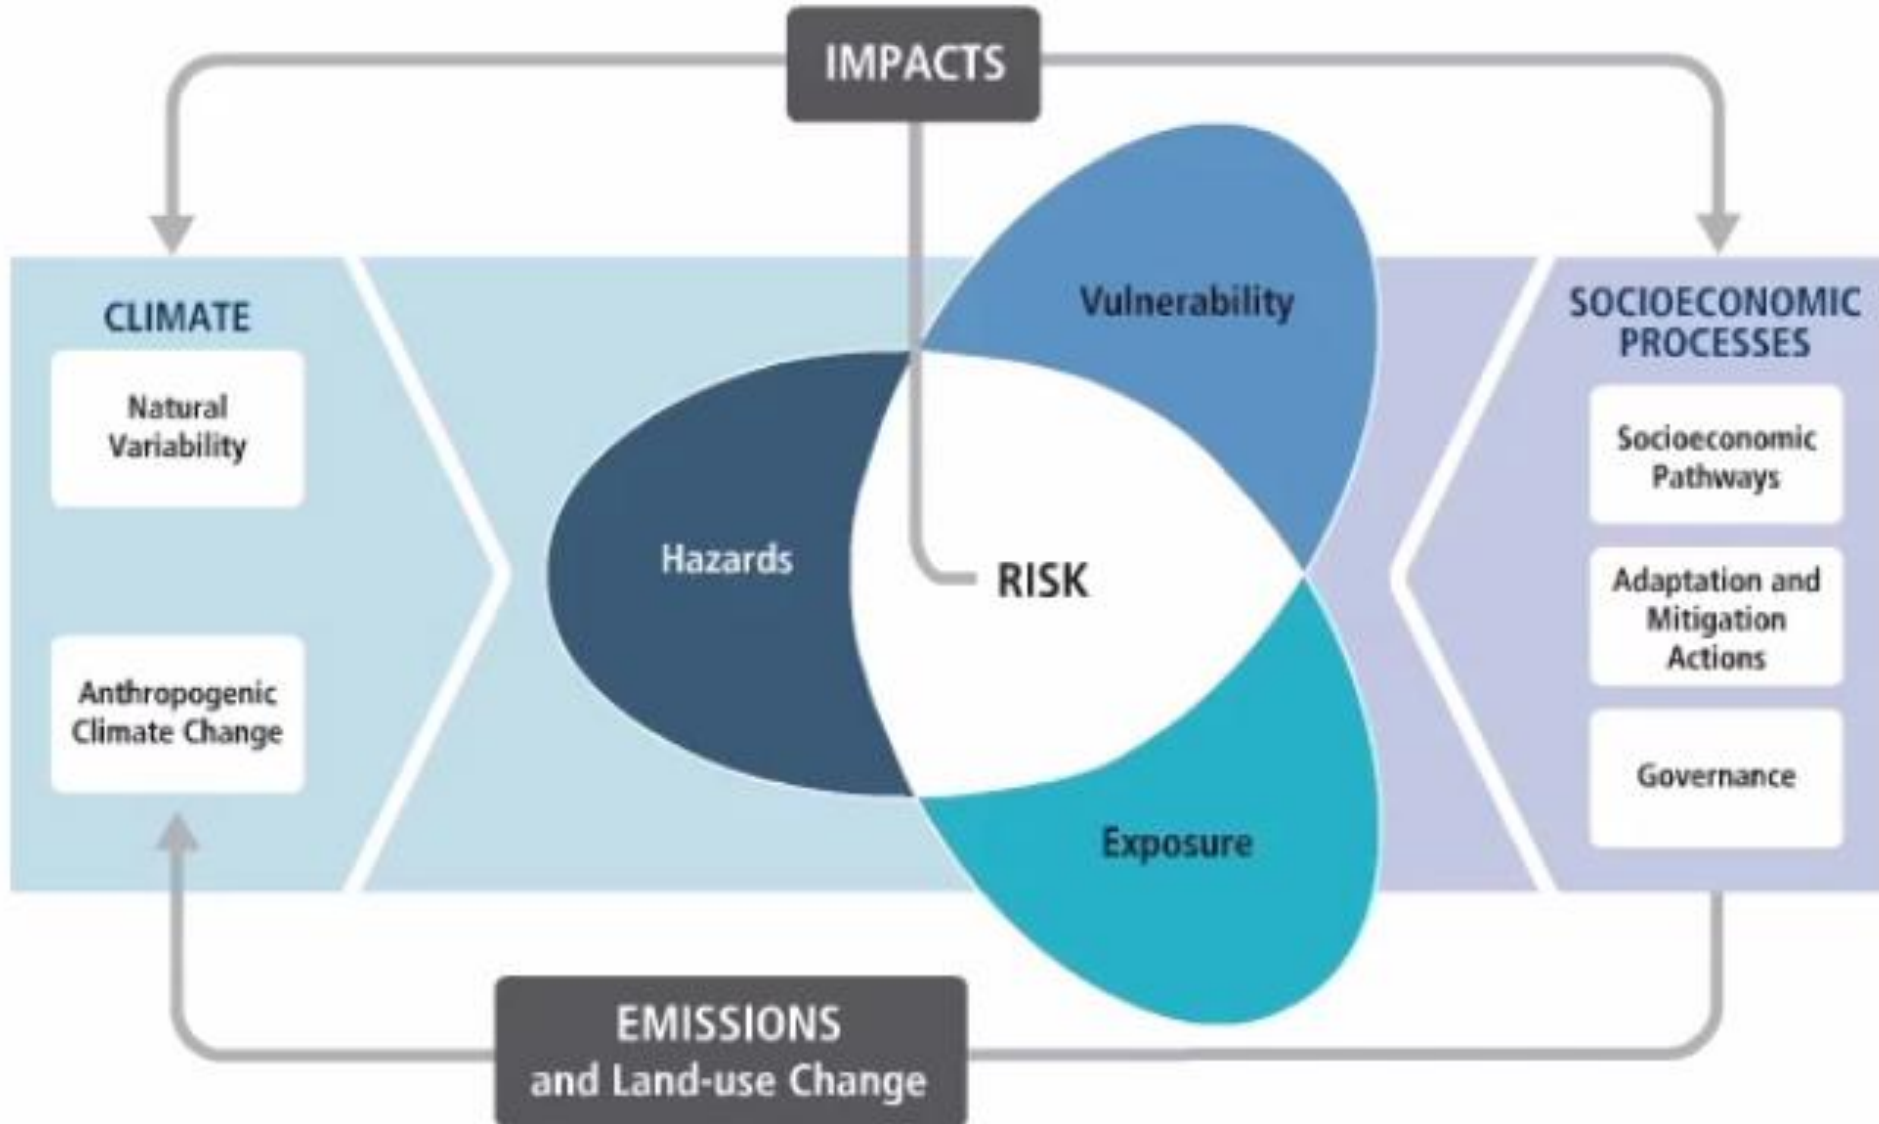 IMPACTS
CLIMATE
Natural
Variability
Anthropogenic
Climate Change
Vulnerability
Hazards
RISK
Exposure
SOCIOECONOMIC
PROCESSES
Socioeconomic
Pathways
Adaptation and
Mitigation
Actions
Governance
EMISSIONS
and Land-use Change